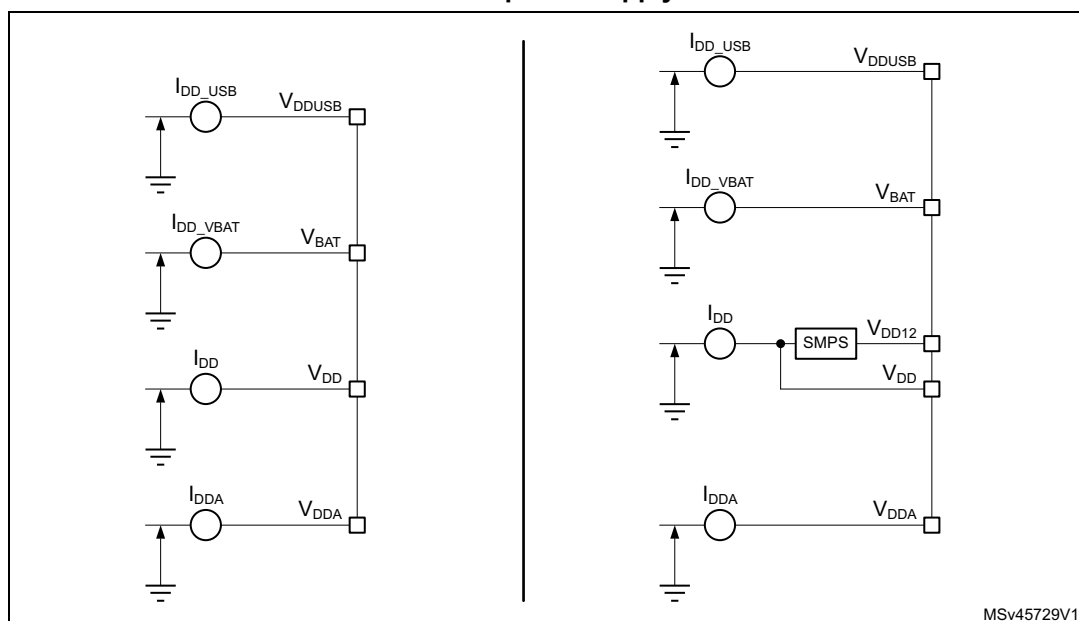 I_DD_USB
V_DDUSB
I_DD_VBAT
V_BAT
I_DD
V_DD
I_DDA
V_DDA
I_DD_USB
V_DDUSB
I_DD_VBAT
V_BAT
I_DD
SMPS
V_DD12
V_DD
I_DDA
V_DDA
MSv45729V1